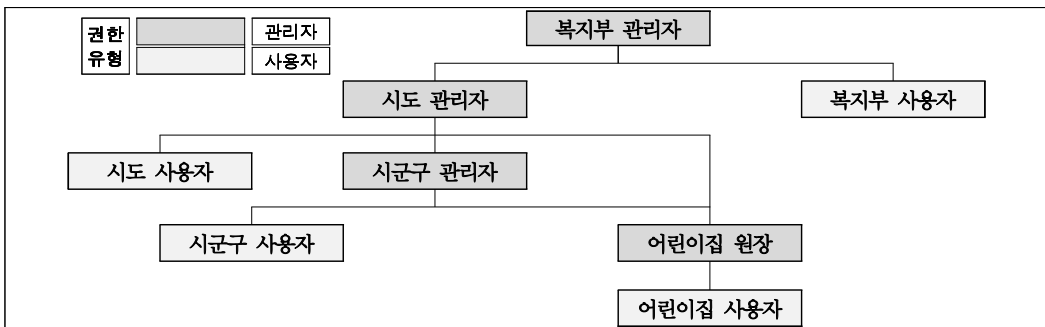 권한 유형
관리자
사용자
복지부 관리자
시도 관리자
복지부 사용자
시도 사용자
시군구 관리자
시군구 사용자
어린이집 원장
어린이집 사용자